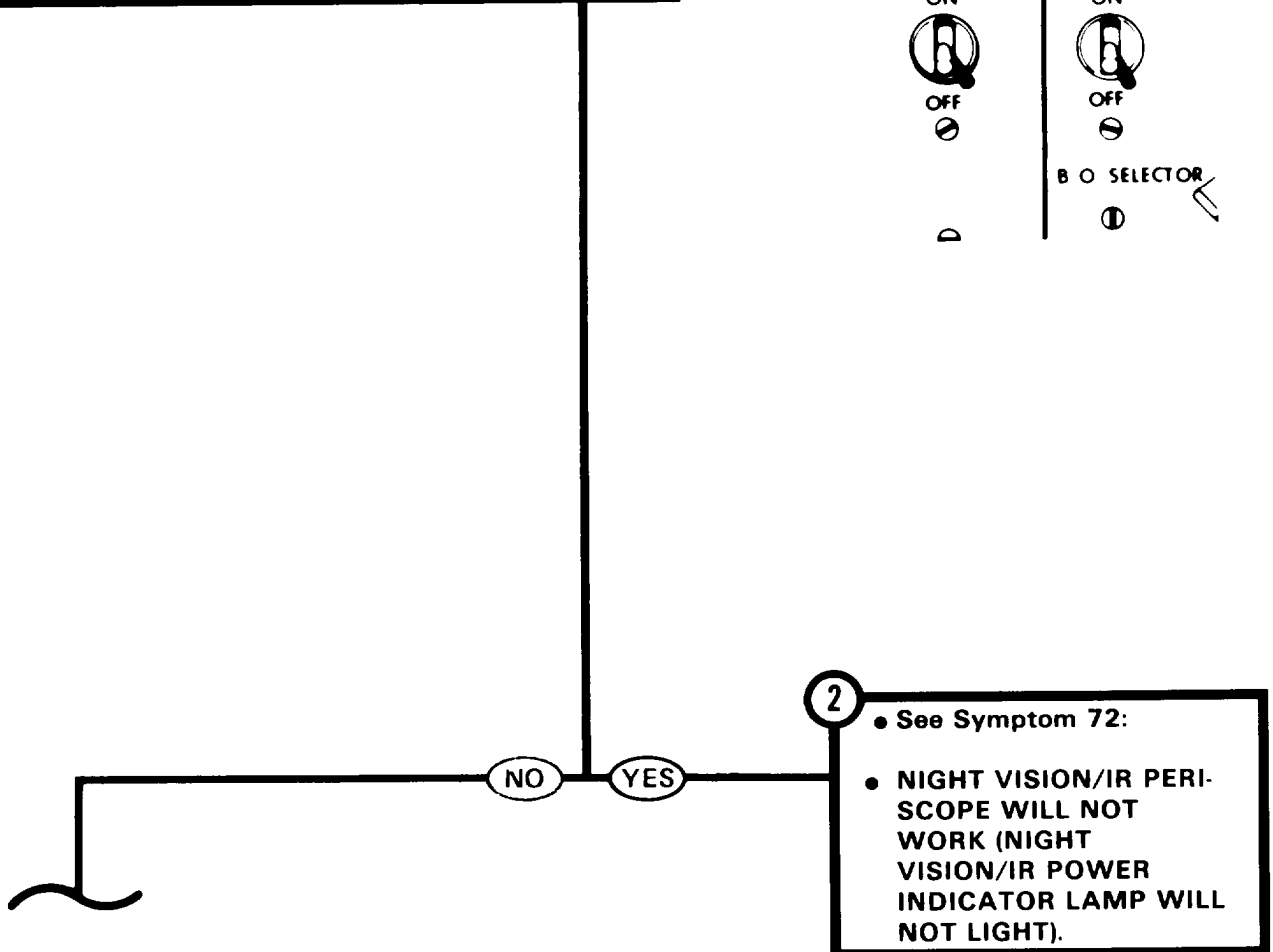 ON ON
OFF OFF
B O SELECTOR
2
• See Symptom 72:
NO YES
• NIGHT VISION/IR PERI-
SCOPE WILL NOT
WORK (NIGHT
VISION/IR POWER
INDICATOR LAMP WILL
NOT LIGHT).